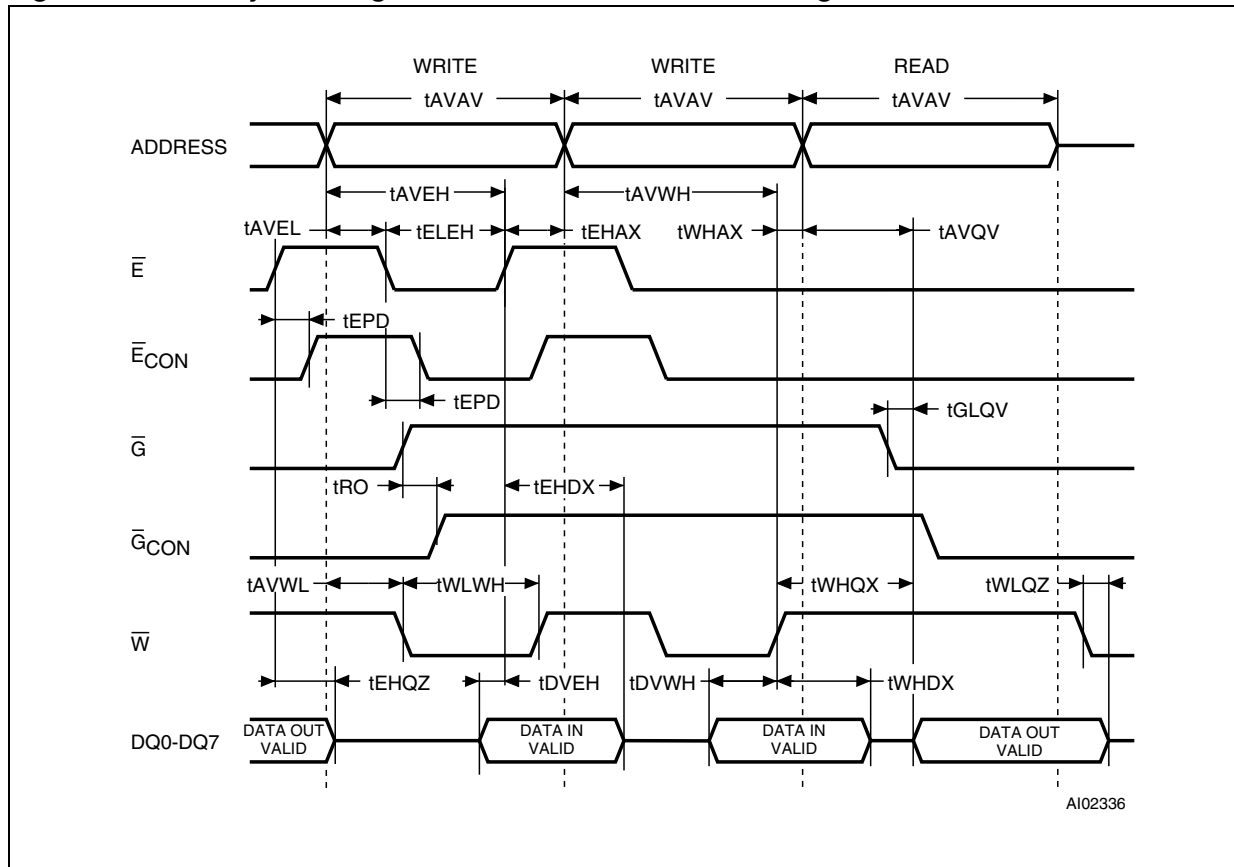 WRITE WRITE READ
tAVAV tAVAV tAVAV
ADDRESS
tAVEH tAVWH
tAVEL tELEH tEHAX tWHAX tAVQV
E̅
tEPD
E̅CON
tEPD tGLQV
G̅
tRO tEHDX
G̅CON
tAVWL tWLWH tWHQX tWLQZ
W̅
tEHQZ tDVEH tDVWH tWHDX
DQ0-DQ7
DATA OUT VALID
DATA IN VALID
DATA IN VALID
DATA OUT VALID
AI02336